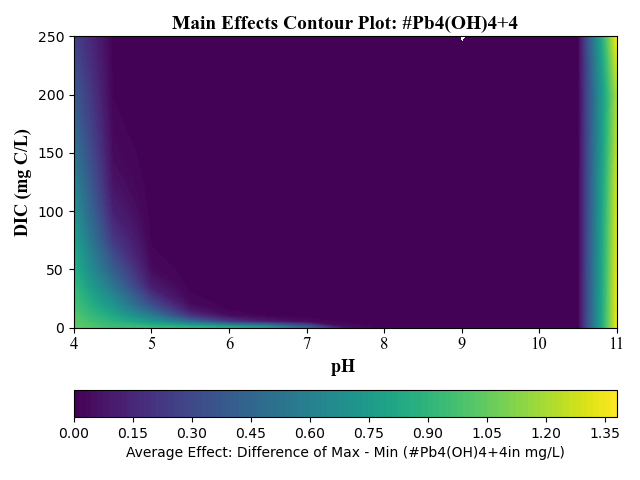 Main Effects Contour Plot: #Pb4(OH)4+4
DIC (mg C/L)
250
200
150
100
50
0
4 5 6 7 8 9 10 11
pH
0.00 0.15 0.30 0.45 0.60 0.75 0.90 1.05 1.20 1.35
Average Effect: Difference of Max - Min (#Pb4(OH)4+4in mg/L)